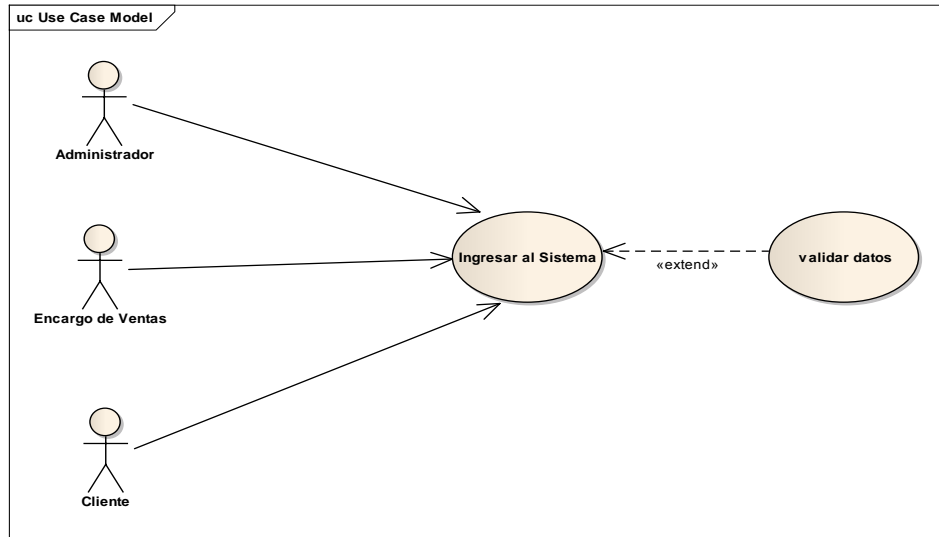 uc Use Case Model
Administrador
Encargo de Ventas
Cliente
Ingresar al Sistema
«extend»
validar datos